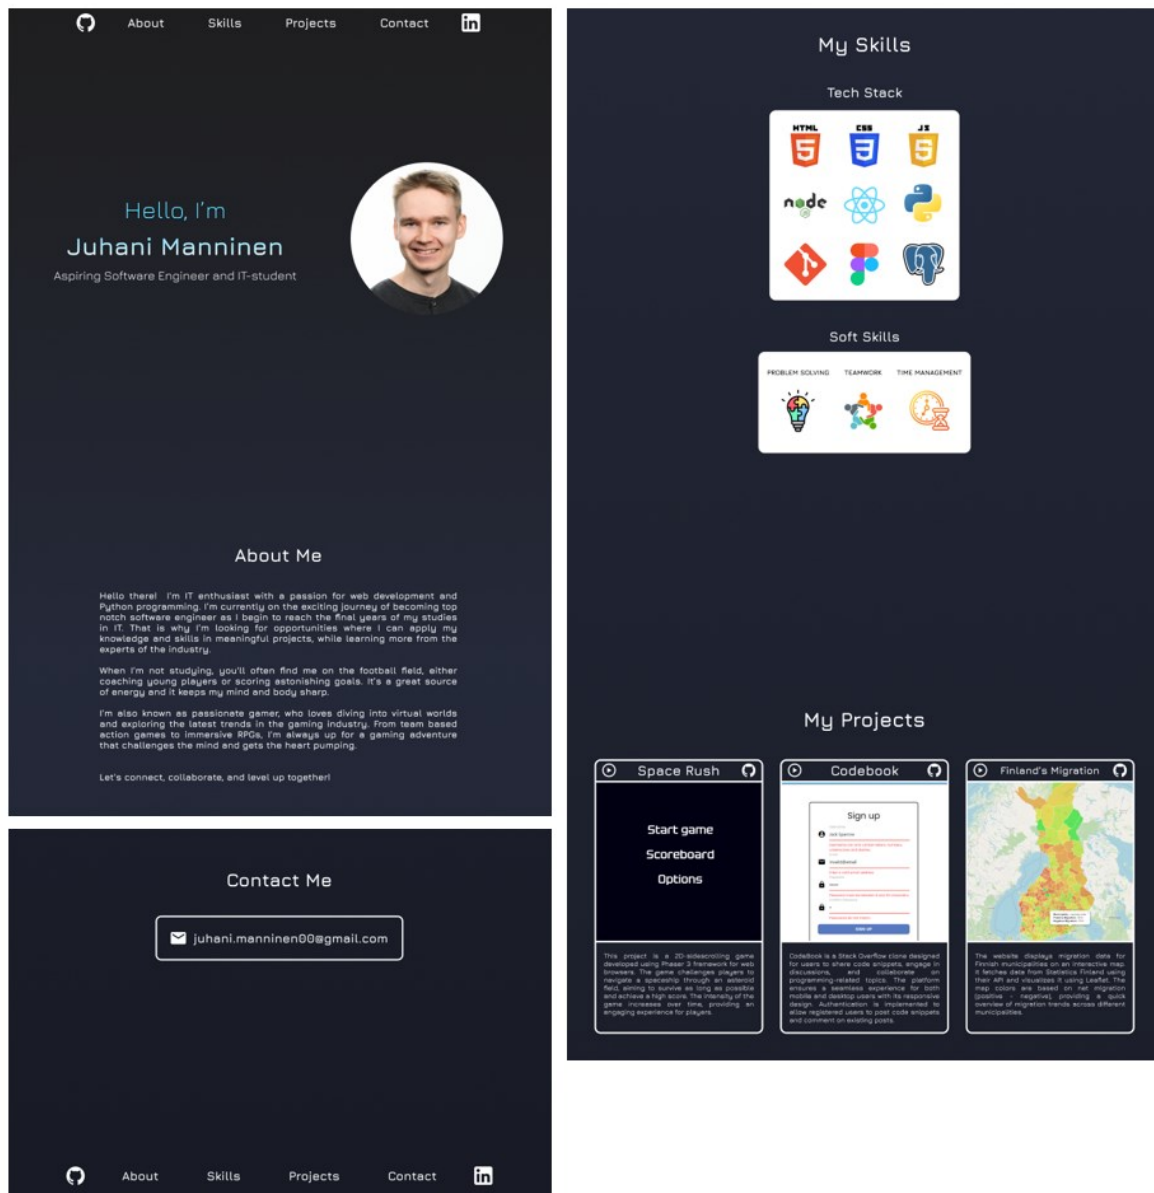 About Skills Projects Contact in
Hello, I'm
Juhani Manninen
Aspiring Software Engineer and IT-student
About Me
Hello there! I'm IT enthusiast with a passion for web development and
Python programming. I'm currently on the exciting journey of becoming top
notch software engineer as I begin to reach the final years of my studies
in IT. That is why I'm looking for opportunities where I can apply my
knowledge and skills in meaningful projects, while learning more from the
experts of the industry.
When I'm not studying, you'll often find me on the football field, either
coaching young players or scoring astonishing goals. It's a great source
of energy and it keeps my mind and body sharp.
I'm also known as passionate gamer, who loves diving into virtual worlds
and exploring the latest trends in the gaming industry. From team based
action games to immersive RPGs, I'm always up for a gaming adventure
that challenges the mind and gets the heart pumping.
Let's connect, collaborate, and level up together!
Contact Me
juhani.manninen00@gmail.com
About Skills Projects Contact in
My Skills
Tech Stack
HTML CSS JS
node
JS
Soft Skills
PROBLEM SOLVING TEAMWORK TIME MANAGEMENT
My Projects
Space Rush
Start game
Scoreboard
Options
This project is a 2D-sidescrolling game
developed using Phaser 3 framework for web
browsers. The game challenges players to
navigate a spaceship through an asteroid
field, aiming to survive as long as possible
and achieve a high score. The intensity of the
game increases over time, providing an
engaging experience for players.
Codebook
Sign up
Jack Sparrow
SIGN UP
CodeBook is a Stack Overflow clone designed
for users to share code snippets, engage in
discussions, and collaborate on
programming-related topics. The platform
ensures a seamless experience for both
mobile and desktop users with its responsive
design. Authentication is implemented to
allow registered users to post code snippets
and comment on existing posts.
Finland's Migration
The website displays migration data for
Finnish municipalities on an interactive map.
It fetches data from Statistics Finland using
their API and visualizes it using Leaflet. The
map colors are based on net migration
(positive - negative), providing a quick
overview of migration trends across different
municipalities.